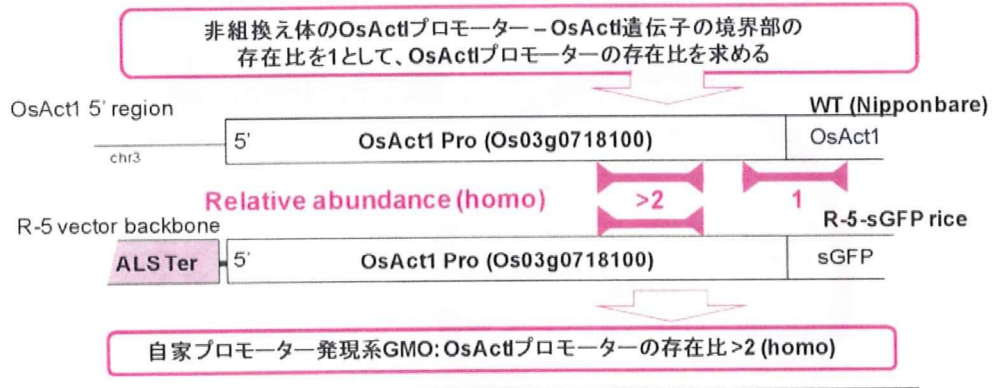 非組換え体のOsActIプロモーター – OsActI遺伝子の境界部の
存在比を1として、OsActIプロモーターの存在比を求める
OsAct1 5' region
WT (Nipponbare)
5'
OsAct1 Pro (Os03g0718100)
OsAct1
chr3
Relative abundance (homo)
>2
1
R-5 vector backbone
R-5-sGFP rice
ALS Ter
5'
OsAct1 Pro (Os03g0718100)
sGFP
自家プロモーター発現系GMO:OsActIプロモーターの存在比>2 (homo)